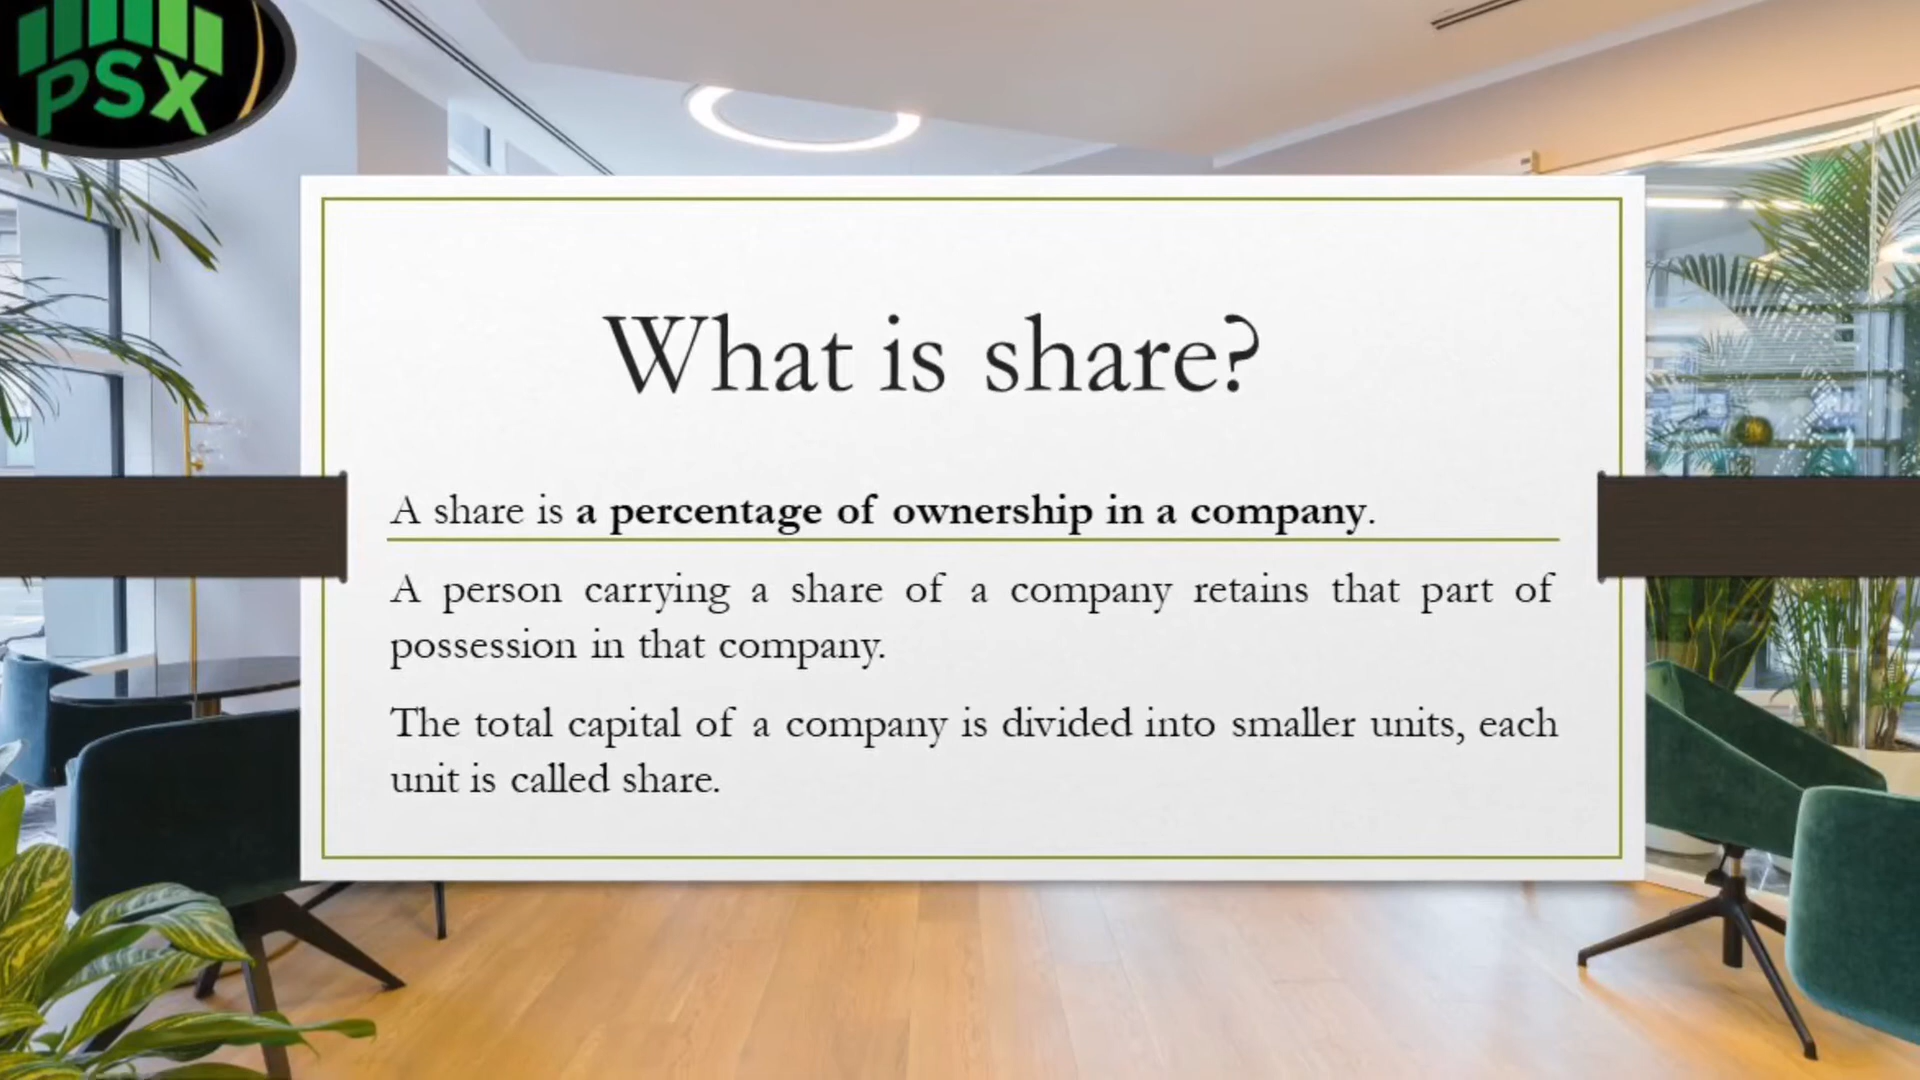 PSX
What is share?
A share is a percentage of ownership in a company.
A person carrying a share of a company retains that part of
possession in that company.
The total capital of a company is divided into smaller units, each
unit is called share.